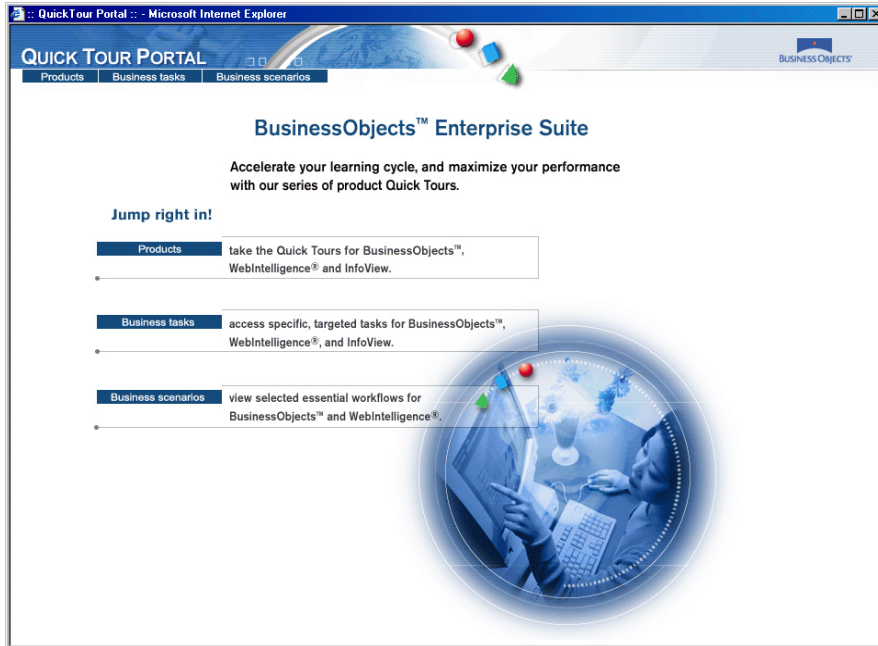 :: QuickTour Portal :: - Microsoft Internet Explorer
QUICK TOUR PORTAL
BUSINESS OBJECTS
Products Business tasks Business scenarios
BusinessObjects™ Enterprise Suite
Accelerate your learning cycle, and maximize your performance
with our series of product Quick Tours.
Jump right in!
Products
take the Quick Tours for BusinessObjects™,
WebIntelligence® and InfoView.
Business tasks
access specific, targeted tasks for BusinessObjects™,
WebIntelligence®, and InfoView.
Business scenarios
view selected essential workflows for
BusinessObjects™ and WebIntelligence®.